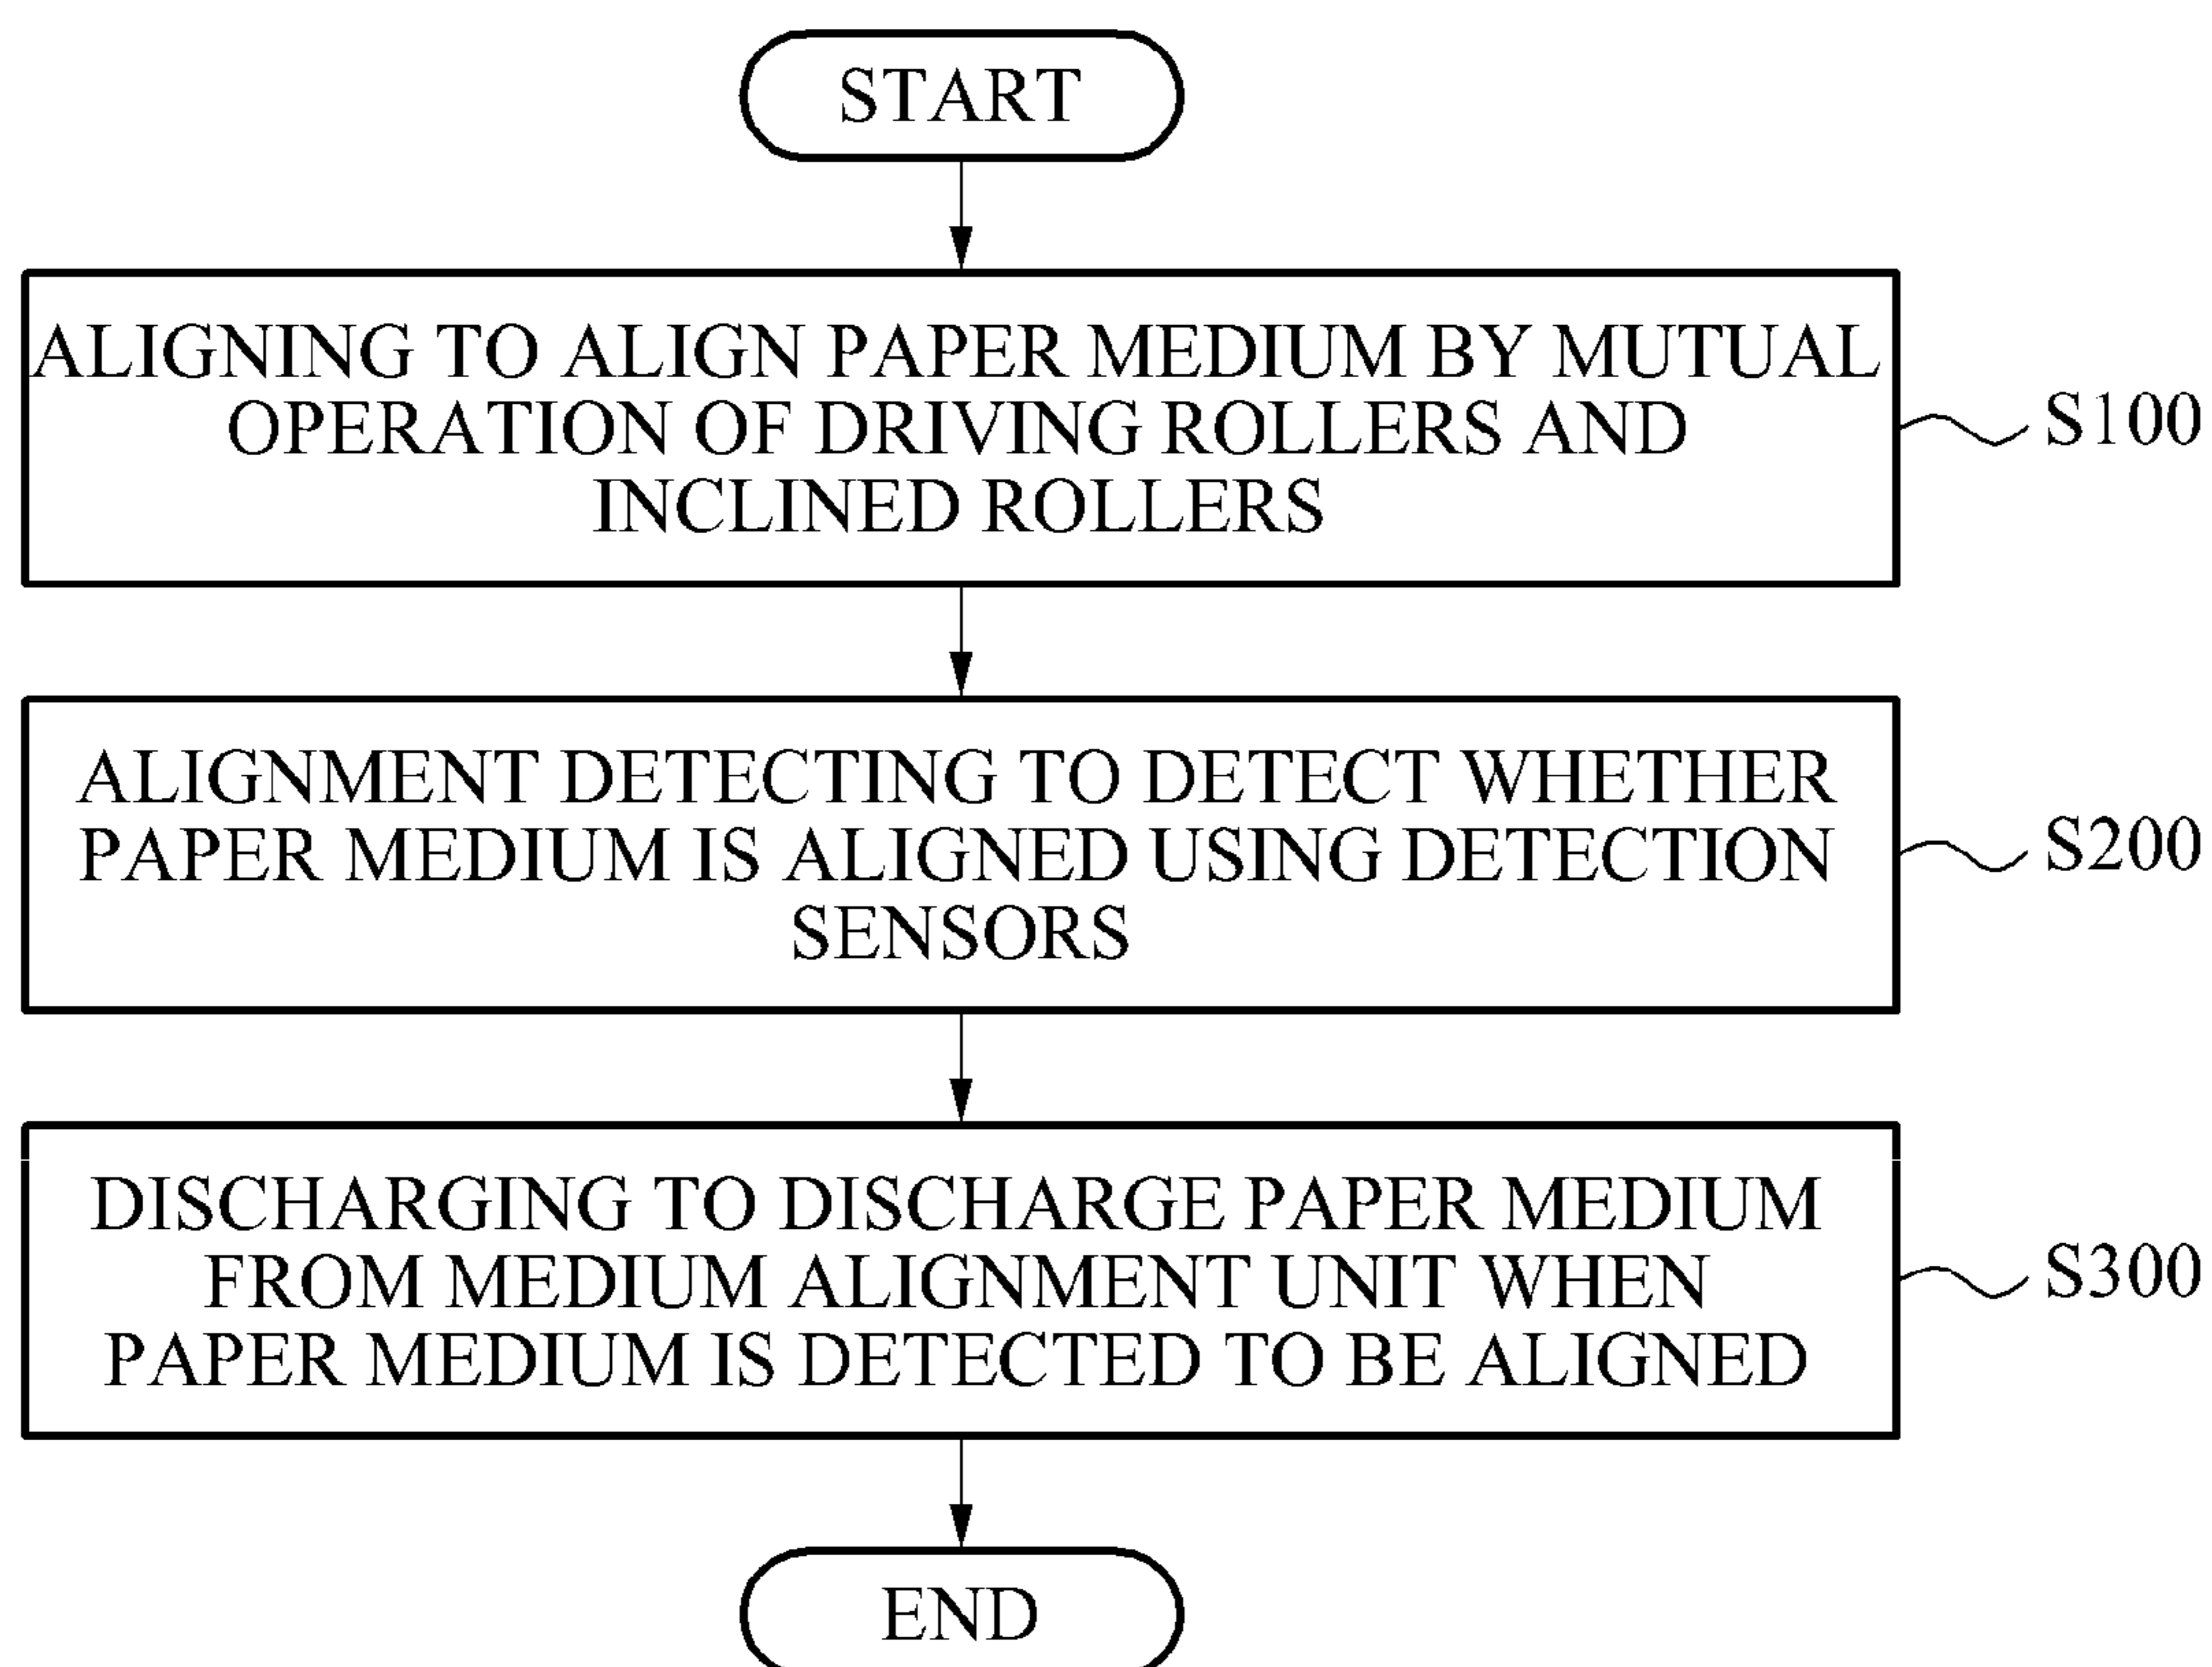 START
ALIGNING TO ALIGN PAPER MEDIUM BY MUTUAL
OPERATION OF DRIVING ROLLERS AND
INCLINED ROLLERS
S100
ALIGNMENT DETECTING TO DETECT WHETHER
PAPER MEDIUM IS ALIGNED USING DETECTION
SENSORS
S200
DISCHARGING TO DISCHARGE PAPER MEDIUM
FROM MEDIUM ALIGNMENT UNIT WHEN
PAPER MEDIUM IS DETECTED TO BE ALIGNED
S300
END